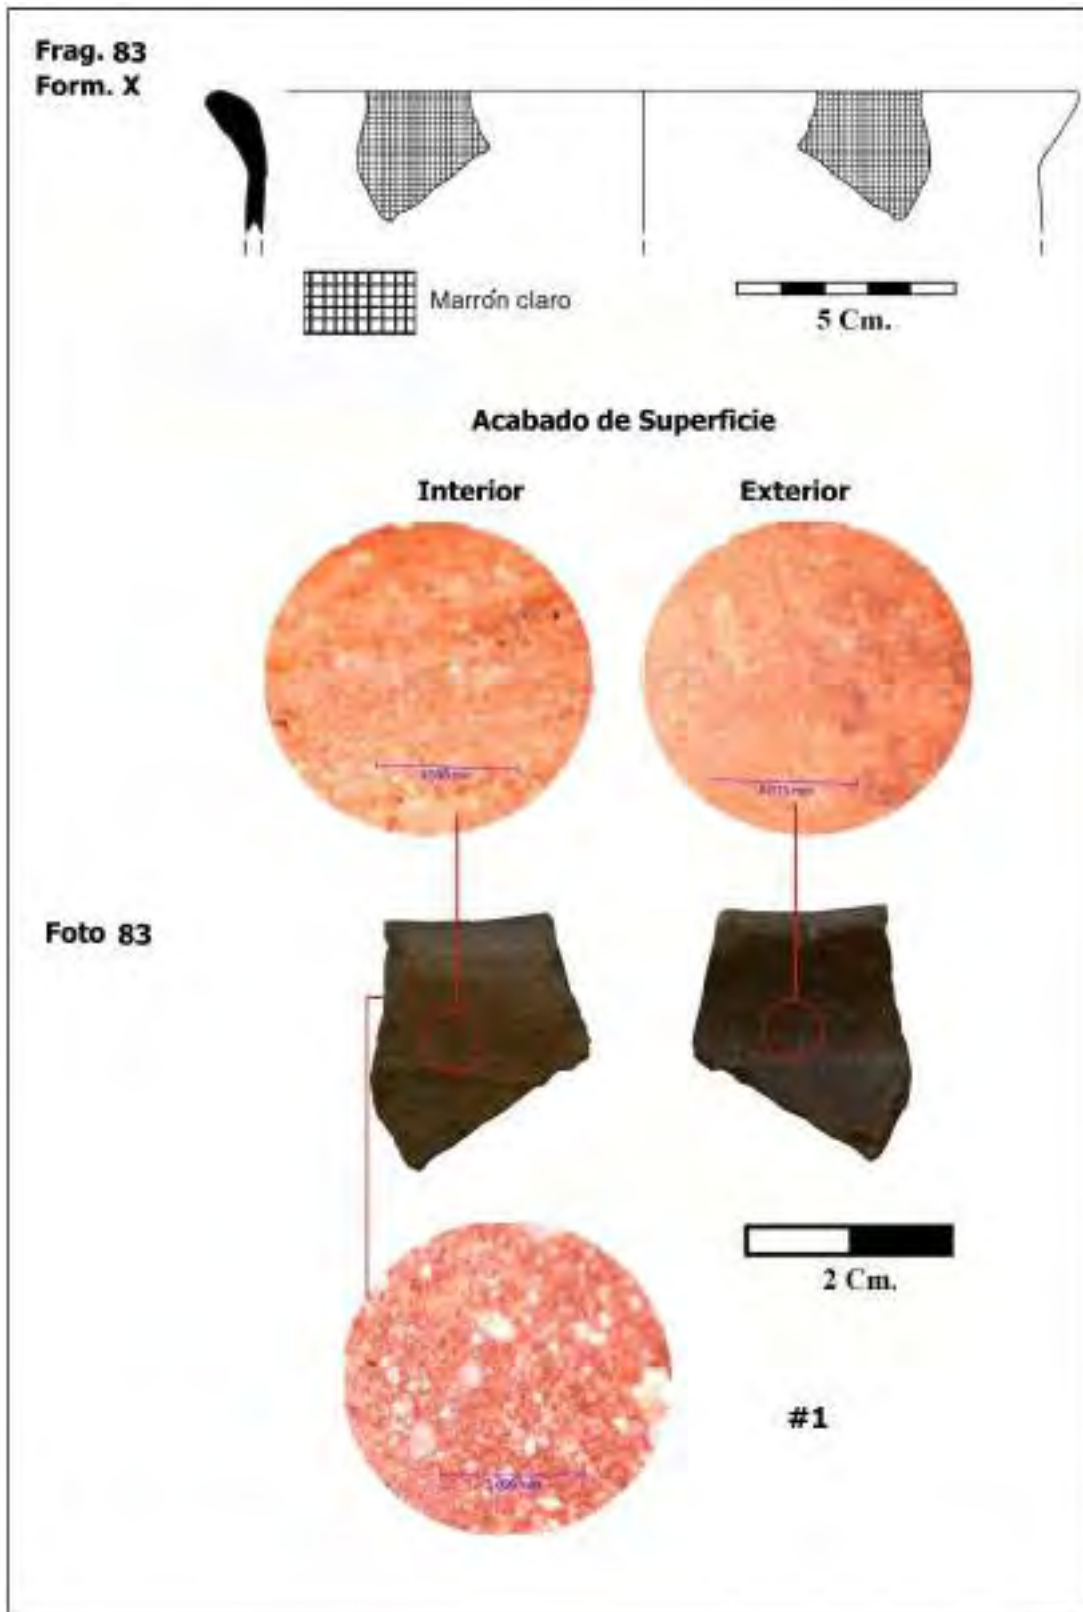 Frag. 83
Form. X
Marrón claro
5 Cm.
Acabado de Superficie
Interior
Exterior
Foto 83
2 Cm.
#1